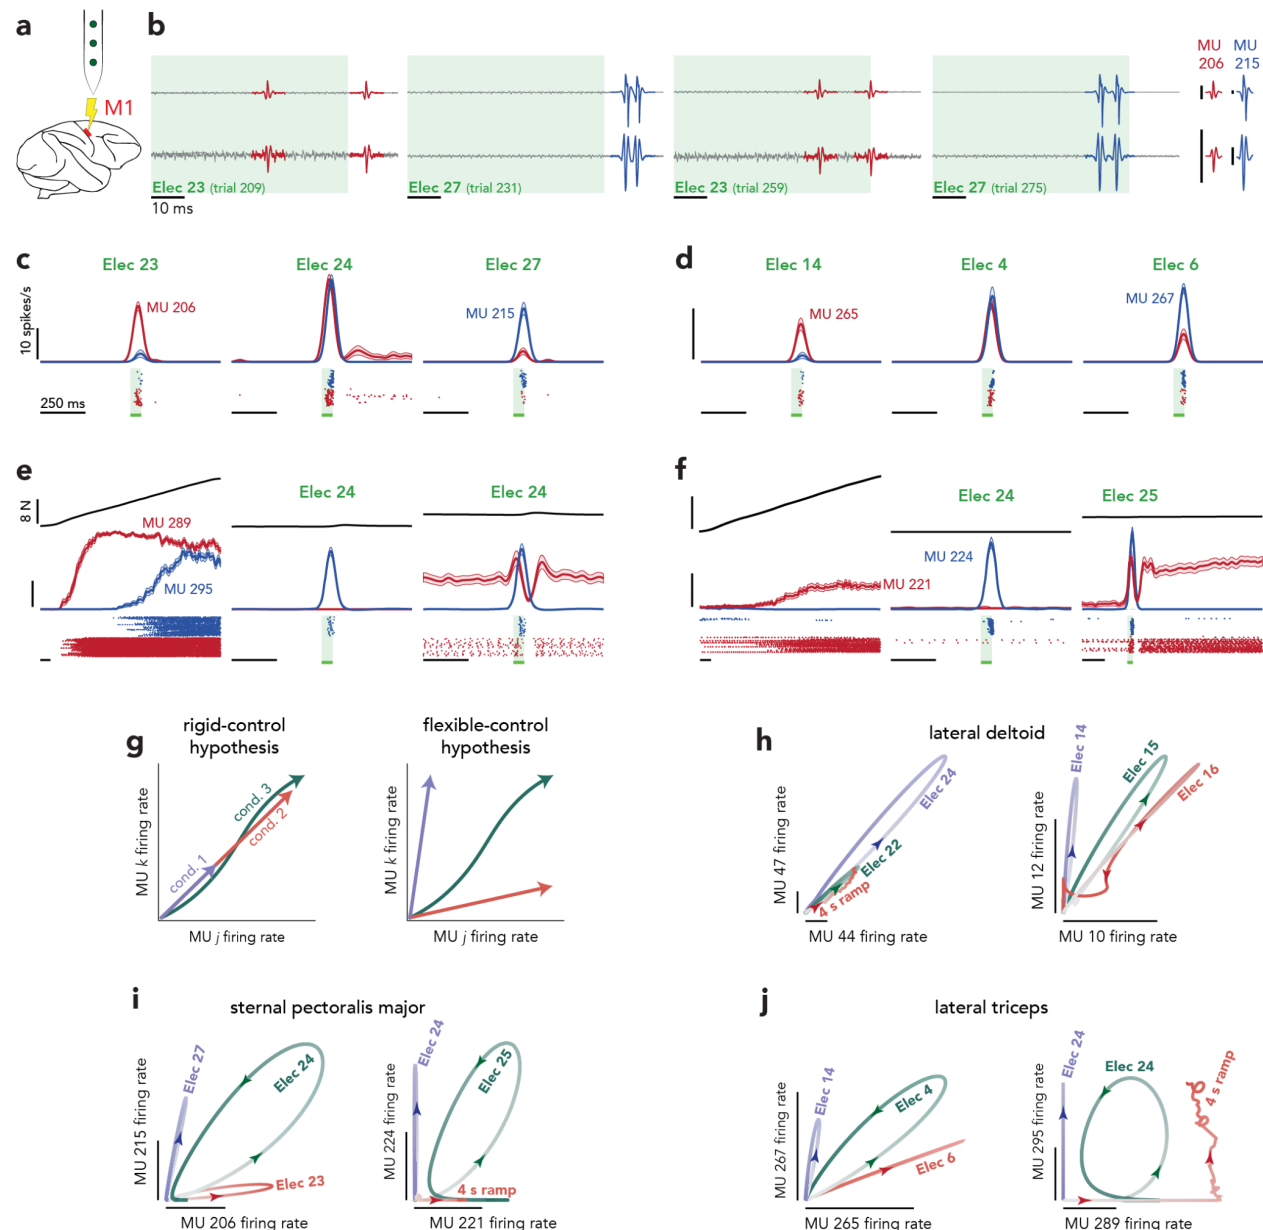 a
M1
b
MU
206
MU
215
Elec 23 (trial 209)
Elec 27 (trial 231)
Elec 23 (trial 259)
Elec 27 (trial 275)
10 ms
c
Elec 23
Elec 24
Elec 27
10 spikes/s
MU 206
MU 215
250 ms
d
Elec 14
Elec 4
Elec 6
MU 265
MU 267
e
8 N
Elec 24
Elec 24
MU 289
MU 295
f
Elec 24
Elec 25
MU 224
MU 221
g
rigid-control
hypothesis
MU k firing rate
cond. 1
cond. 3
cond. 2
MU j firing rate
flexible-control
hypothesis
MU k firing rate
MU j firing rate
h
lateral deltoid
MU 47 firing rate
Elec 24
Elec 22
4 s ramp
MU 44 firing rate
MU 12 firing rate
Elec 14
Elec 15
Elec 16
MU 10 firing rate
i
sternal pectoralis major
MU 215 firing rate
Elec 27
Elec 24
Elec 23
MU 206 firing rate
MU 224 firing rate
Elec 24
Elec 25
4 s ramp
MU 221 firing rate
j
lateral triceps
MU 267 firing rate
Elec 14
Elec 4
Elec 6
MU 265 firing rate
MU 295 firing rate
Elec 24
Elec 24
4 s ramp
MU 289 firing rate